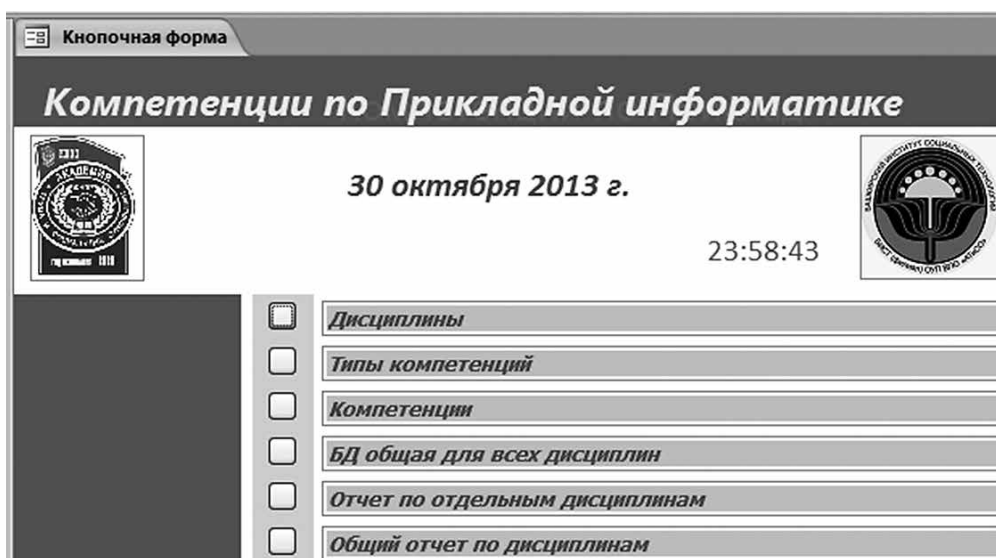 Кнопочная форма
Компетенции по Прикладной информатике
АКАДЕМИЯ
30 октября 2013 г.
23:58:43
Дисциплины
Типы компетенций
Компетенции
БД общая для всех дисциплин
Отчет по отдельным дисциплинам
Общий отчет по дисциплинам